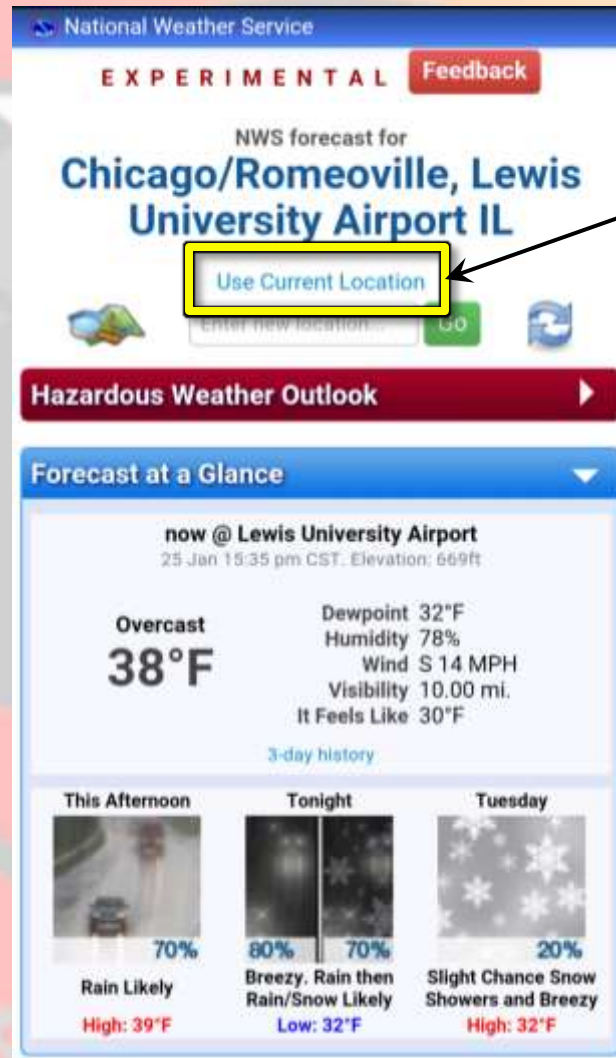 National Weather Service
EXPERIMENTAL Feedback
NWS forecast for
Chicago/Romeoville, Lewis
University Airport IL
Use Current Location
Enter new location... Go
Hazardous Weather Outlook
Forecast at a Glance
now @ Lewis University Airport
25 Jan 15:35 pm CST. Elevation: 669ft
Overcast
38°F
Dewpoint 32°F
Humidity 78%
Wind S 14 MPH
Visibility 10.00 mi.
It Feels Like 30°F
3-day history
This Afternoon
70%
Rain Likely
High: 39°F
Tonight
80% 70%
Breezy. Rain then
Rain/Snow Likely
Low: 32°F
Tuesday
20%
Slight Chance Snow
Showers and Breezy
High: 32°F